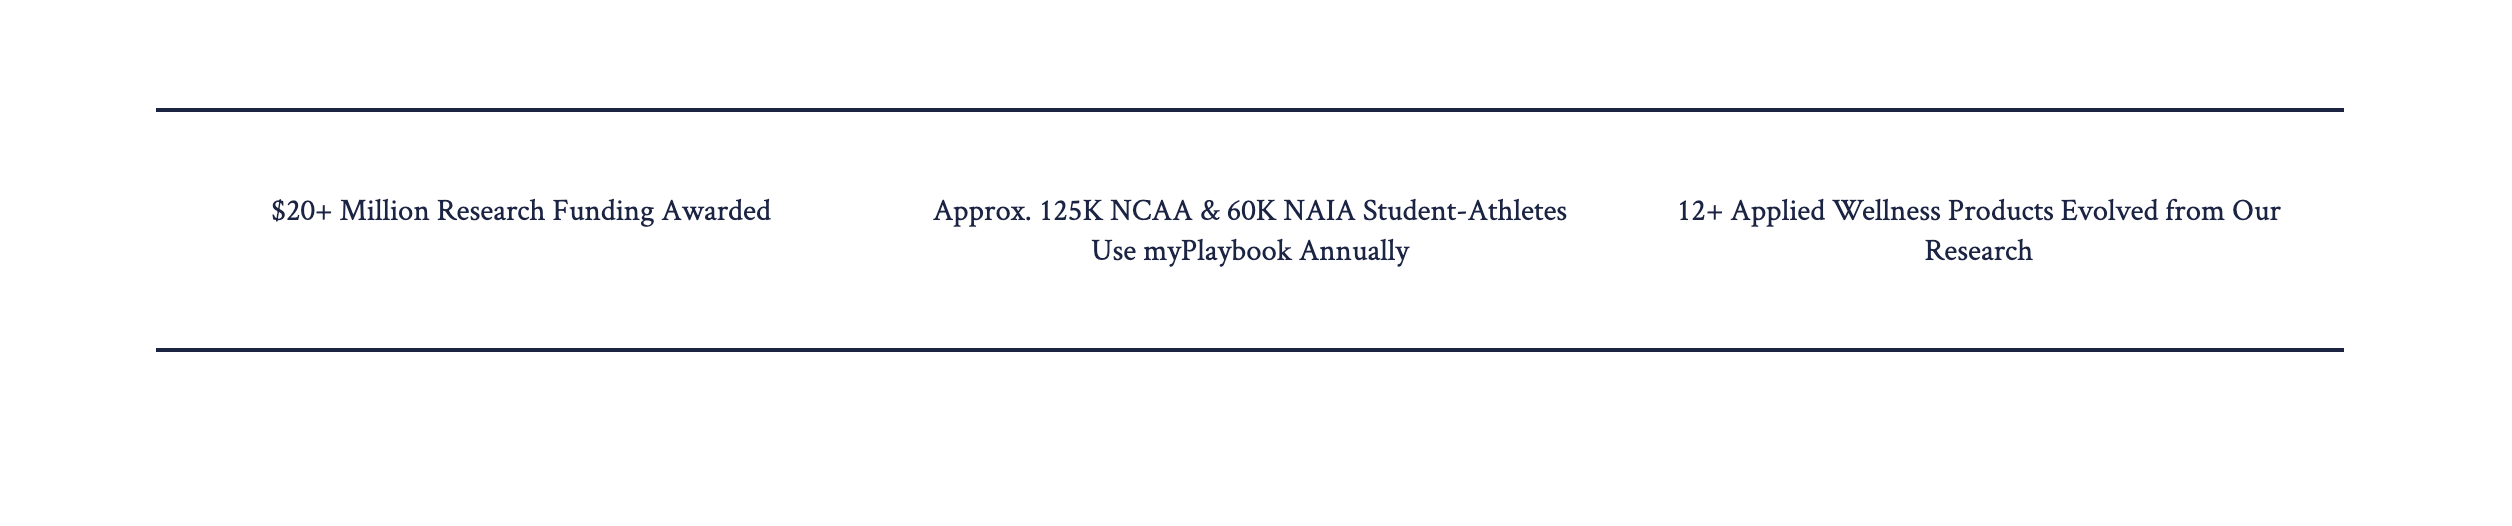 $20+ Million Research Funding Awarded
Approx. 125K NCAA & 60K NAIA Student-Athletes
Use myPlaybook Annually
12+ Applied Wellness Products Evolved from Our
Research